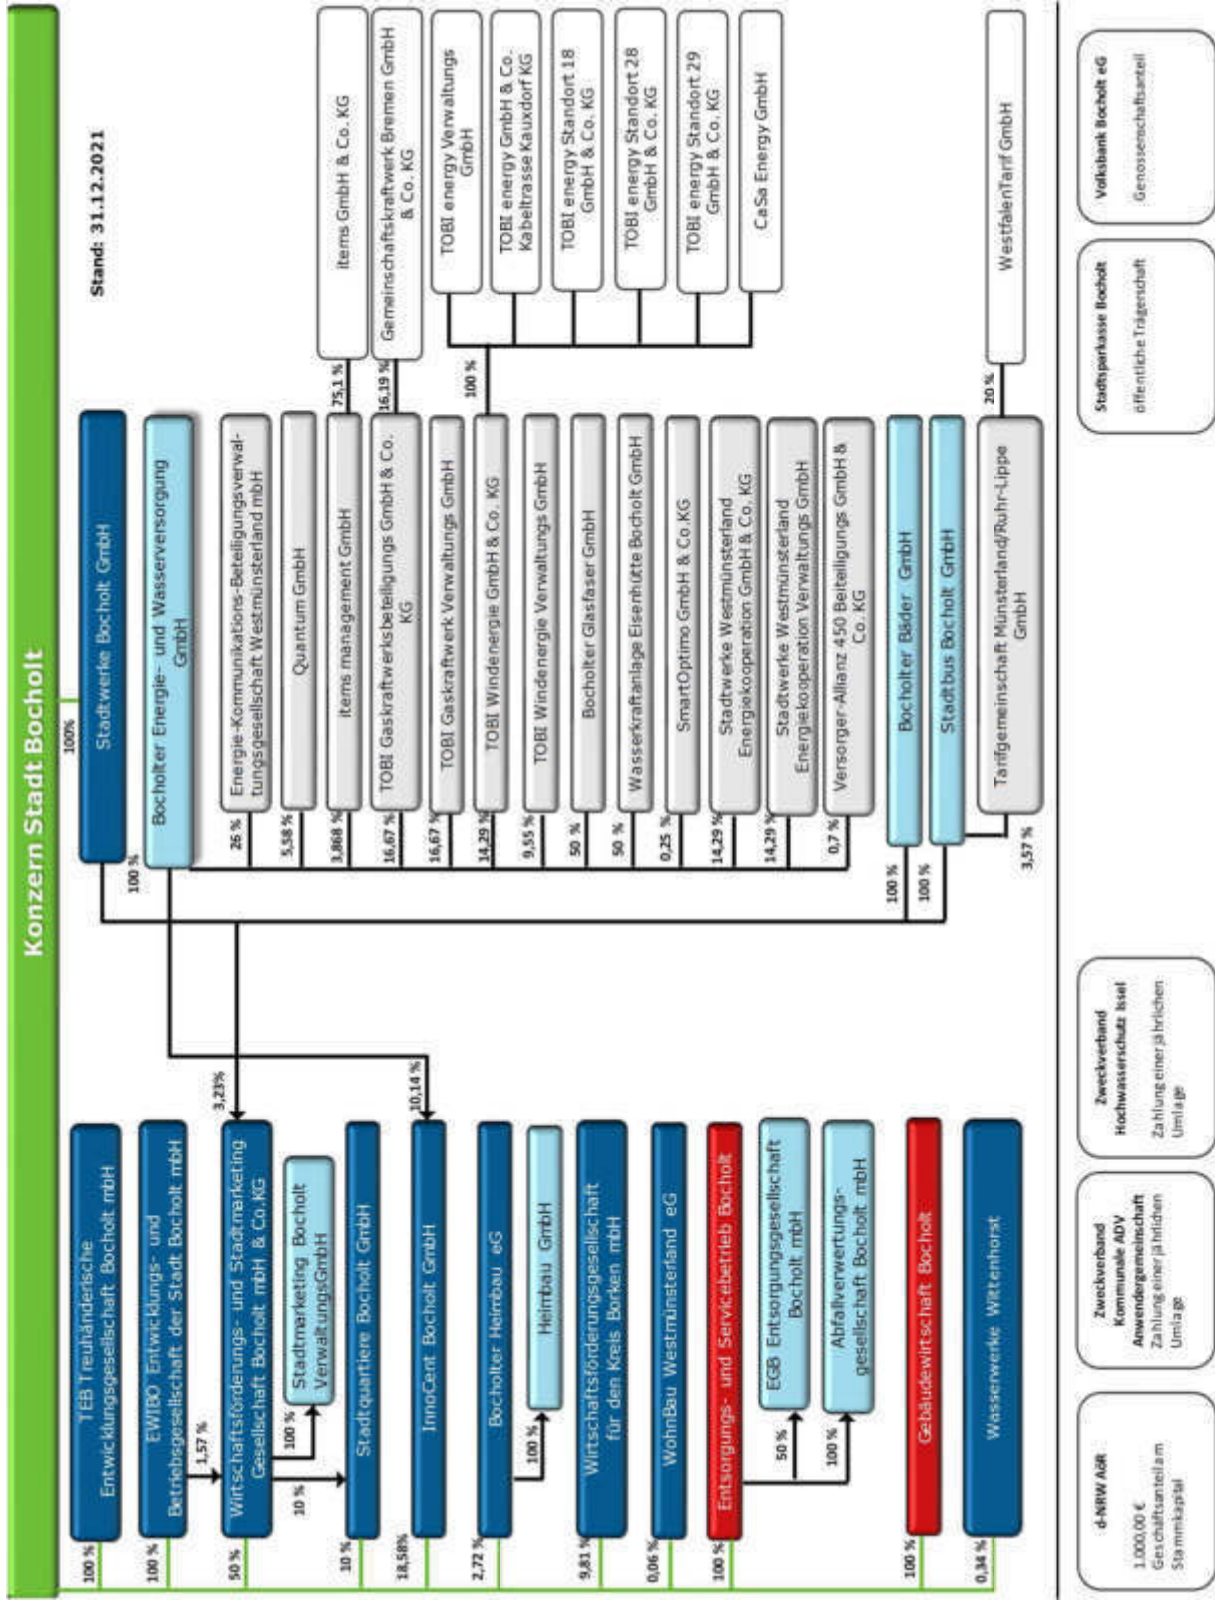 Konzern Stadt Bocholt
Stand: 31.12.2021
100%
100 %
TEB Treuhänderische
Entwicklungsgesellschaft Bocholt mbH
100 %
EWIBO Entwicklungs- und
Betriebsgesellschaft der Stadt Bocholt mbH
1,57 %
50 %
Wirtschaftsförderungs- und Stadtmarketing
Gesellschaft Bocholt mbH & Co.KG
3,23%
100 %
Stadtmarketing Bocholt
VerwaltungsGmbH
10 %
10 %
Stadtquartiere Bocholt GmbH
18,58%
InnoCent Bocholt GmbH
10,14 %
2,72 %
Bocholter Heimbau eG
100 %
Heimbau GmbH
9,81 %
Wirtschaftsförderungsgesellschaft
für den Kreis Borken mbH
0,06 %
WohnBau Westmünsterland eG
100 %
Entsorgungs- und Servicebetrieb Bocholt
50 %
EGB Entsorgungsgesellschaft
Bocholt mbH
100 %
Abfallverwertungs-
gesellschaft Bocholt mbH
100 %
Gebäudewirtschaft Bocholt
0,34 %
Wasserwerke Wittenhorst
Stadtwerke Bocholt GmbH
100 %
Bocholter Energie- und Wasserversorgung
GmbH
26 %
Energie-Kommunikations-Beteiligungsverwal-
tungsgesellschaft Westmünsterland mbH
5,58 %
Quantum GmbH
3,868 %
items management GmbH
75,1 %
items GmbH & Co. KG
16,67 %
TOBI Gaskraftwerksbeteiligungs GmbH & Co.
KG
16,19 %
Gemeinschaftskraftwerk Bremen GmbH
& Co. KG
16,67 %
TOBI Gaskraftwerk Verwaltungs GmbH
14,29 %
TOBI Windenergie GmbH & Co. KG
100 %
TOBI energy Verwaltungs
GmbH
TOBI energy GmbH & Co.
Kabeltrasse Kauxdorf KG
TOBI energy Standort 18
GmbH & Co. KG
TOBI energy Standort 28
GmbH & Co. KG
TOBI energy Standort 29
GmbH & Co. KG
CaSa Energy GmbH
9,55 %
TOBI Windenergie Verwaltungs GmbH
50 %
Bocholter Glasfaser GmbH
50 %
Wasserkraftanlage Eisenhütte Bocholt GmbH
0,25 %
SmartOptimo GmbH & Co.KG
14,29 %
Stadtwerke Westmünsterland
Energiekooperation GmbH & Co. KG
14,29 %
Stadtwerke Westmünsterland
Energiekooperation Verwaltungs GmbH
0,7 %
Versorger-Allianz 450 Beiteiligungs GmbH &
Co. KG
100 %
Bocholter Bäder GmbH
100 %
Stadtbus Bocholt GmbH
3,57 %
Tarifgemeinschaft Münsterland/Ruhr-Lippe
GmbH
20 %
WestfalenTarif GmbH
d-NRW AöR
1.000,00 €
Geschäftsanteil am
Stammkapital
Zweckverband
Kommunale ADV
Anwendergemeinschaft
Zahlung einer jährlichen
Umlage
Zweckverband
Hochwasserschutz Issel
Zahlung einer jährlichen
Umlage
Stadtsparkasse Bocholt
öffentliche Trägerschaft
Volksbank Bocholt eG
Genossenschaftsanteil